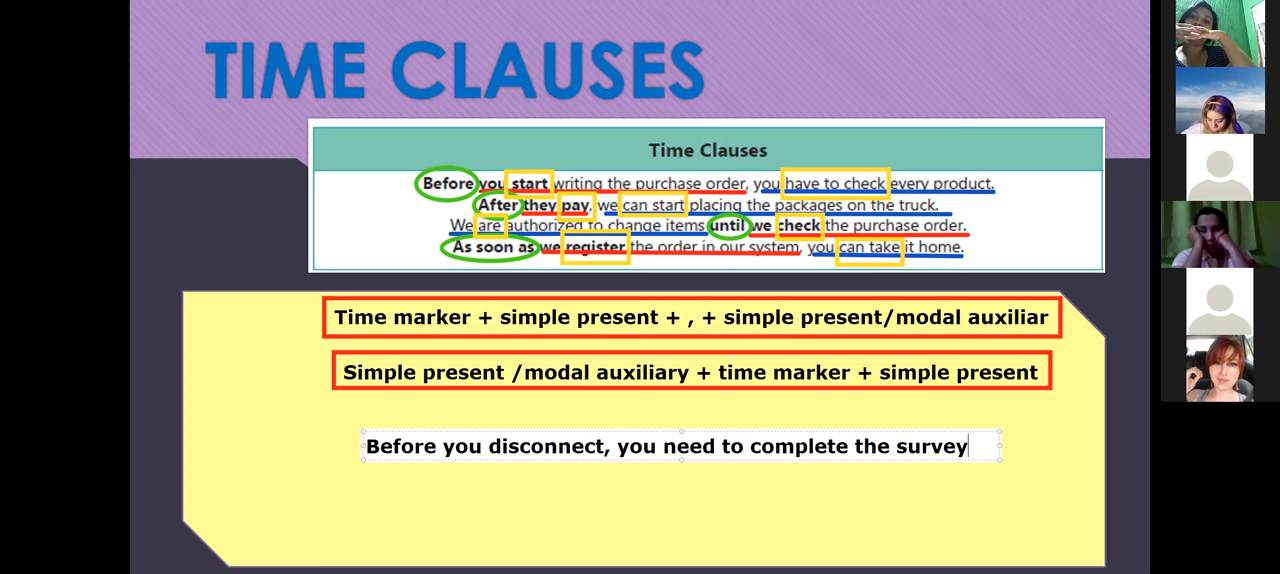 TIME CLAUSES
Time Clauses
Before you start writing the purchase order, you have to check every product.
After they pay, we can start placing the packages on the truck.
We are authorized to change items until we check the purchase order.
As soon as we register the order in our system, you can take it home.
Time marker + simple present + , + simple present/modal auxiliar
Simple present /modal auxiliary + time marker + simple present
Before you disconnect, you need to complete the survey